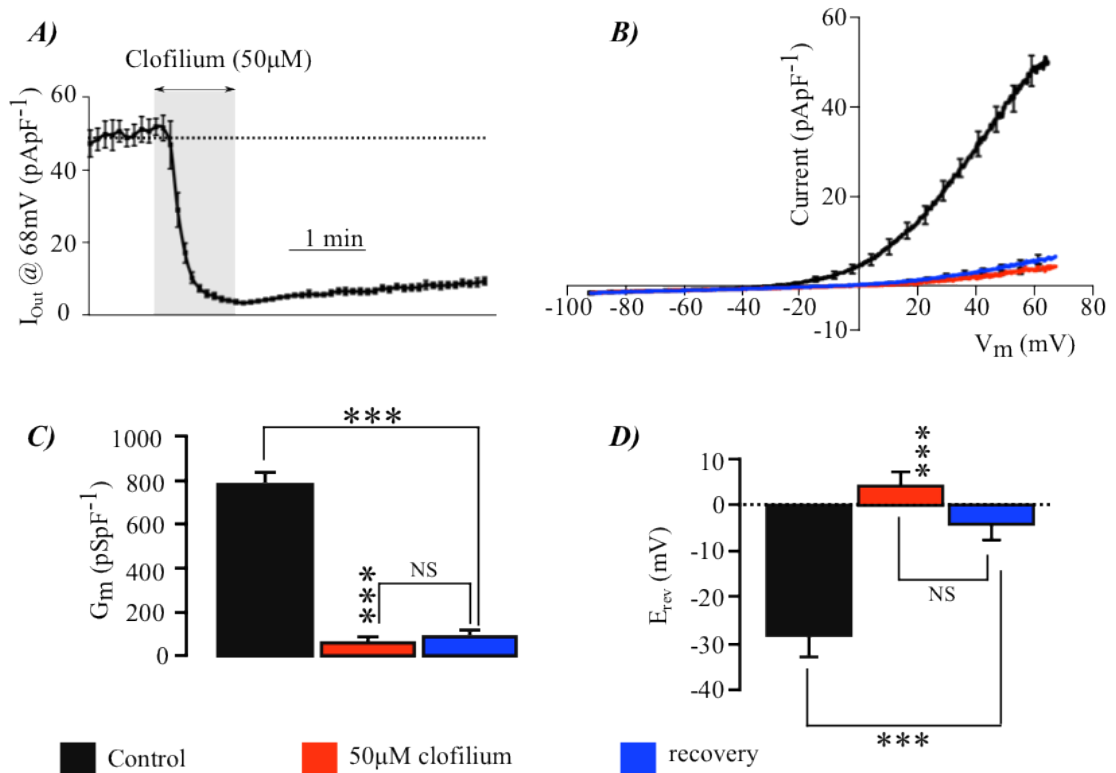 A)
Clofilium (50μM)
I_Out @ 68mV (pApF⁻¹)
60
40
20
0
1 min
B)
Current (pApF⁻¹)
60
40
20
-10
-100 -80 -60 -40 -20 20 40 60 80
V_m (mV)
C)
G_m (pSpF⁻¹)
1000
800
600
400
200
0
***
***
NS
D)
E_rev (mV)
10
0
-10
-20
-30
-40
***
NS
***
Control
50μM clofilium
recovery